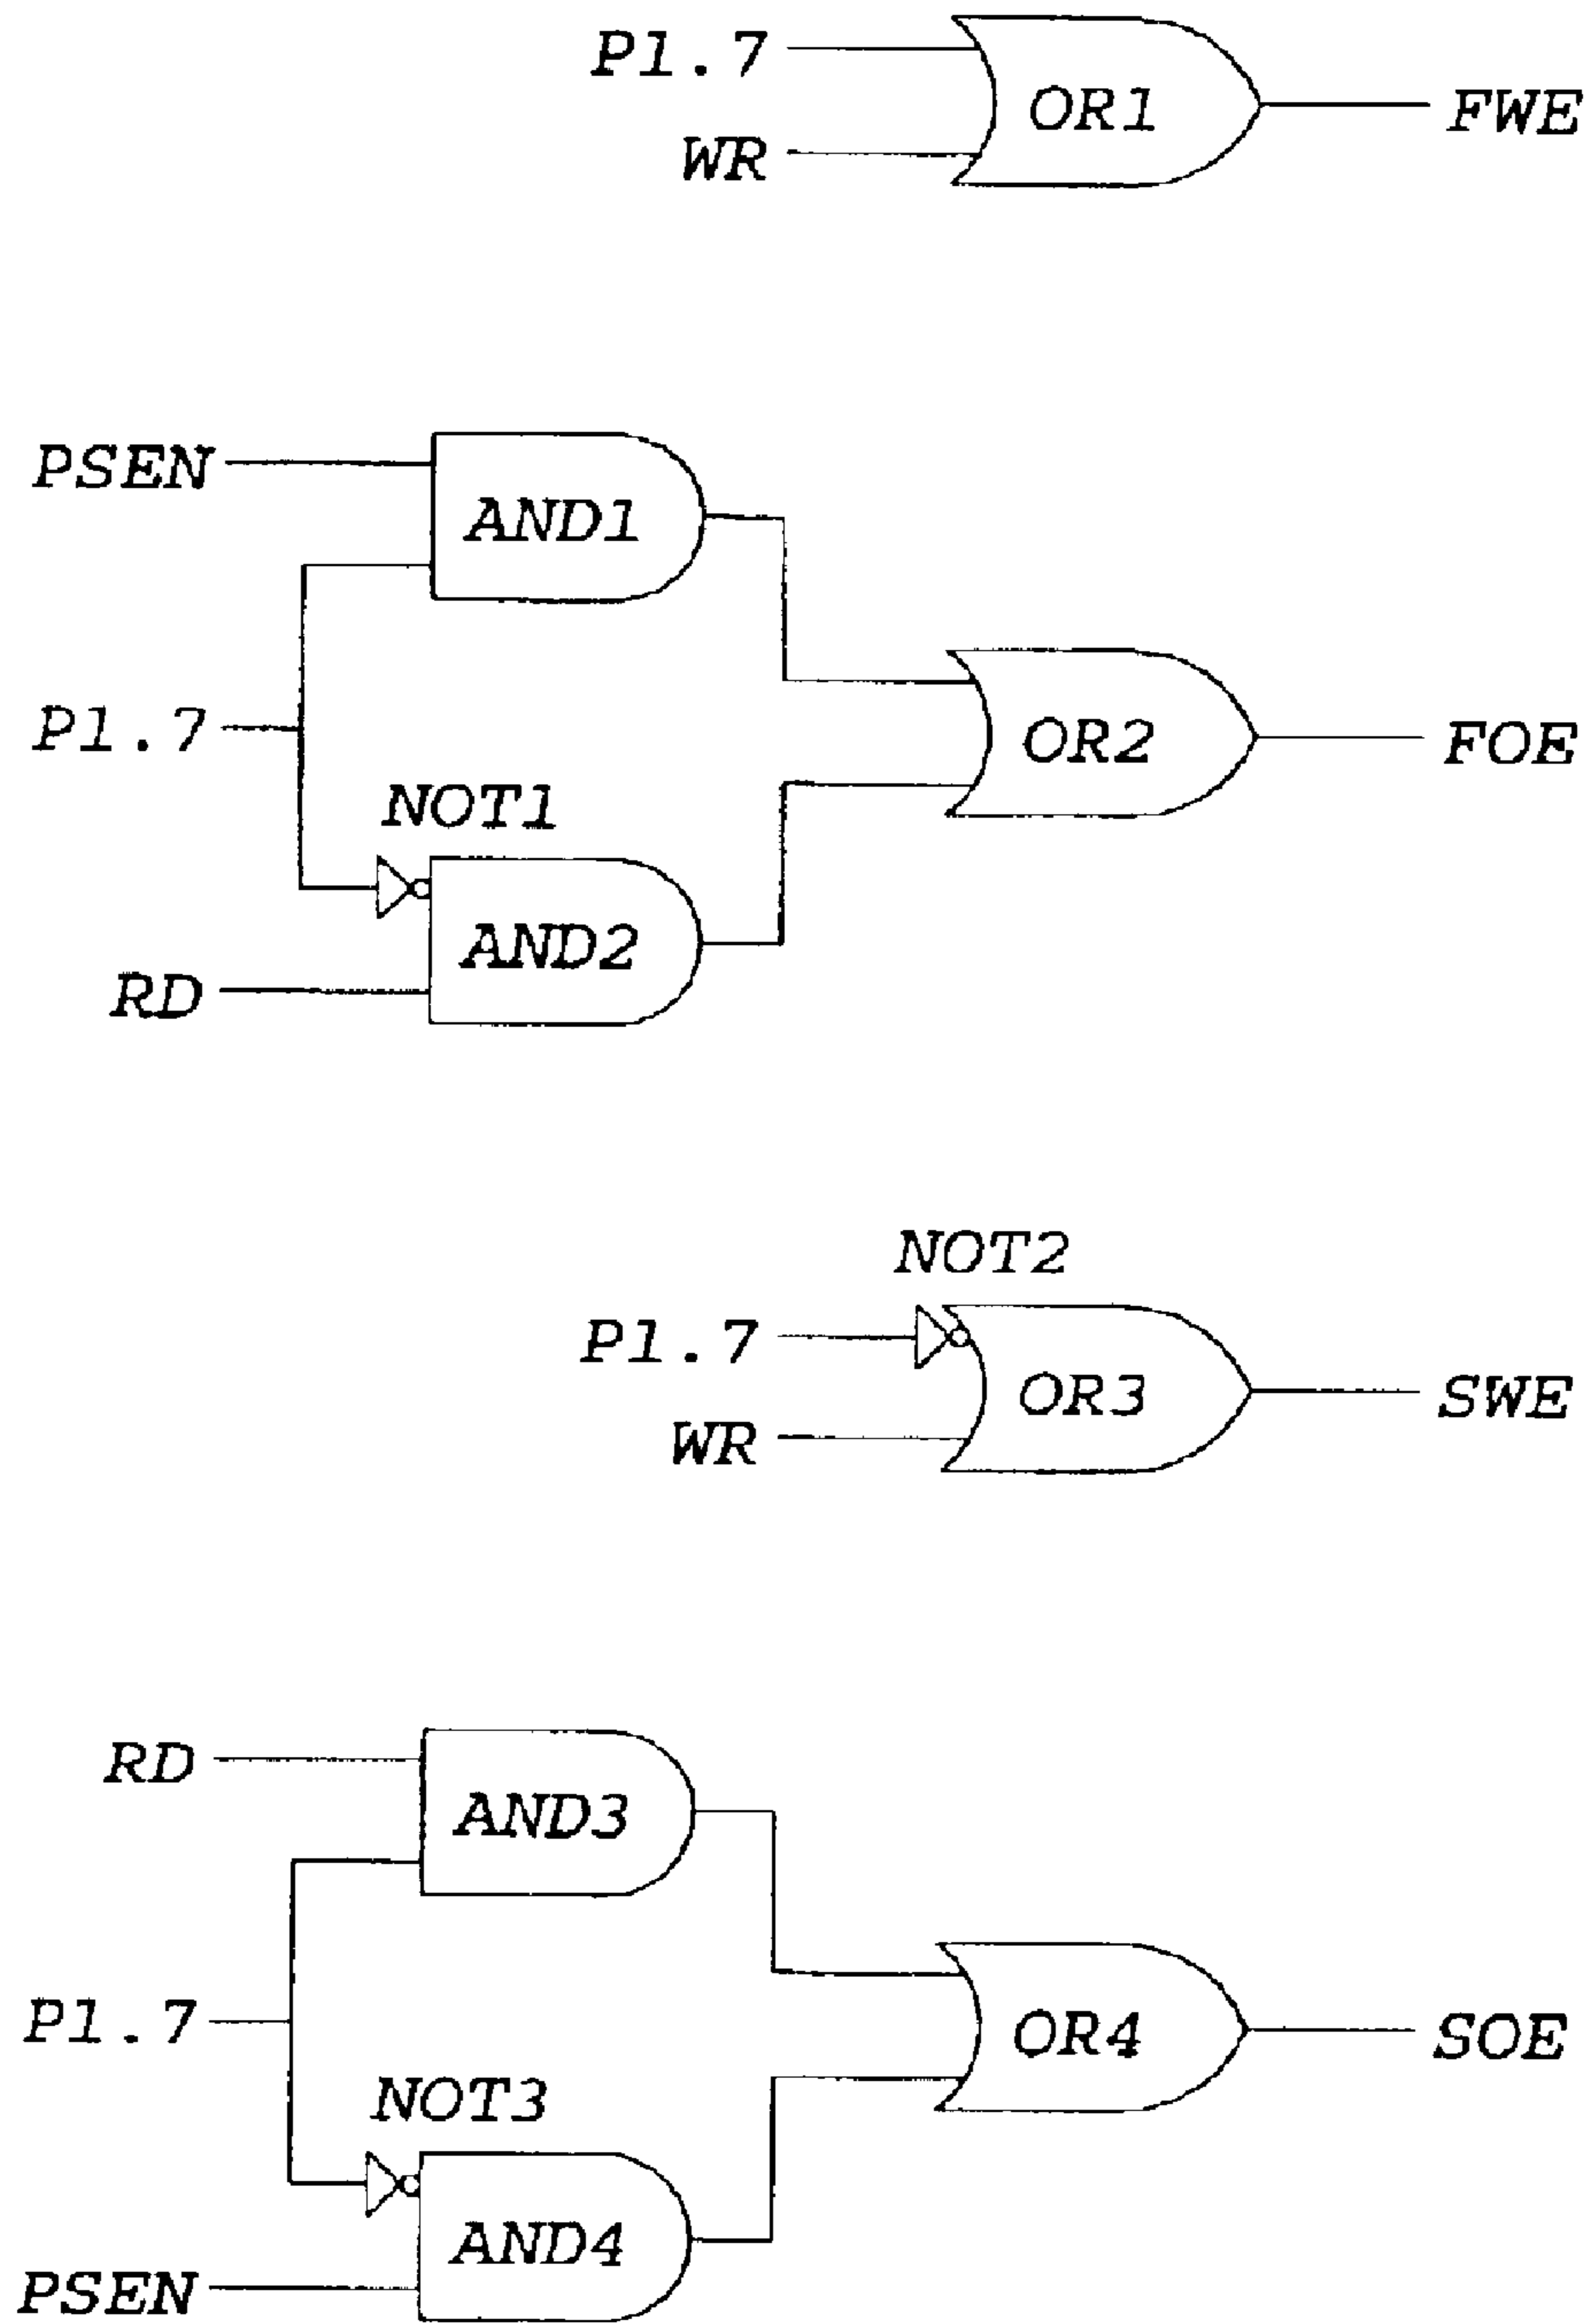 P1.7
OR1
FWE
WR
PSEN
AND1
P1.7
OR2
FOE
NOT1
AND2
RD
NOT2
P1.7
OR3
SWE
WR
RD
AND3
P1.7
OR4
SOE
NOT3
AND4
PSEN